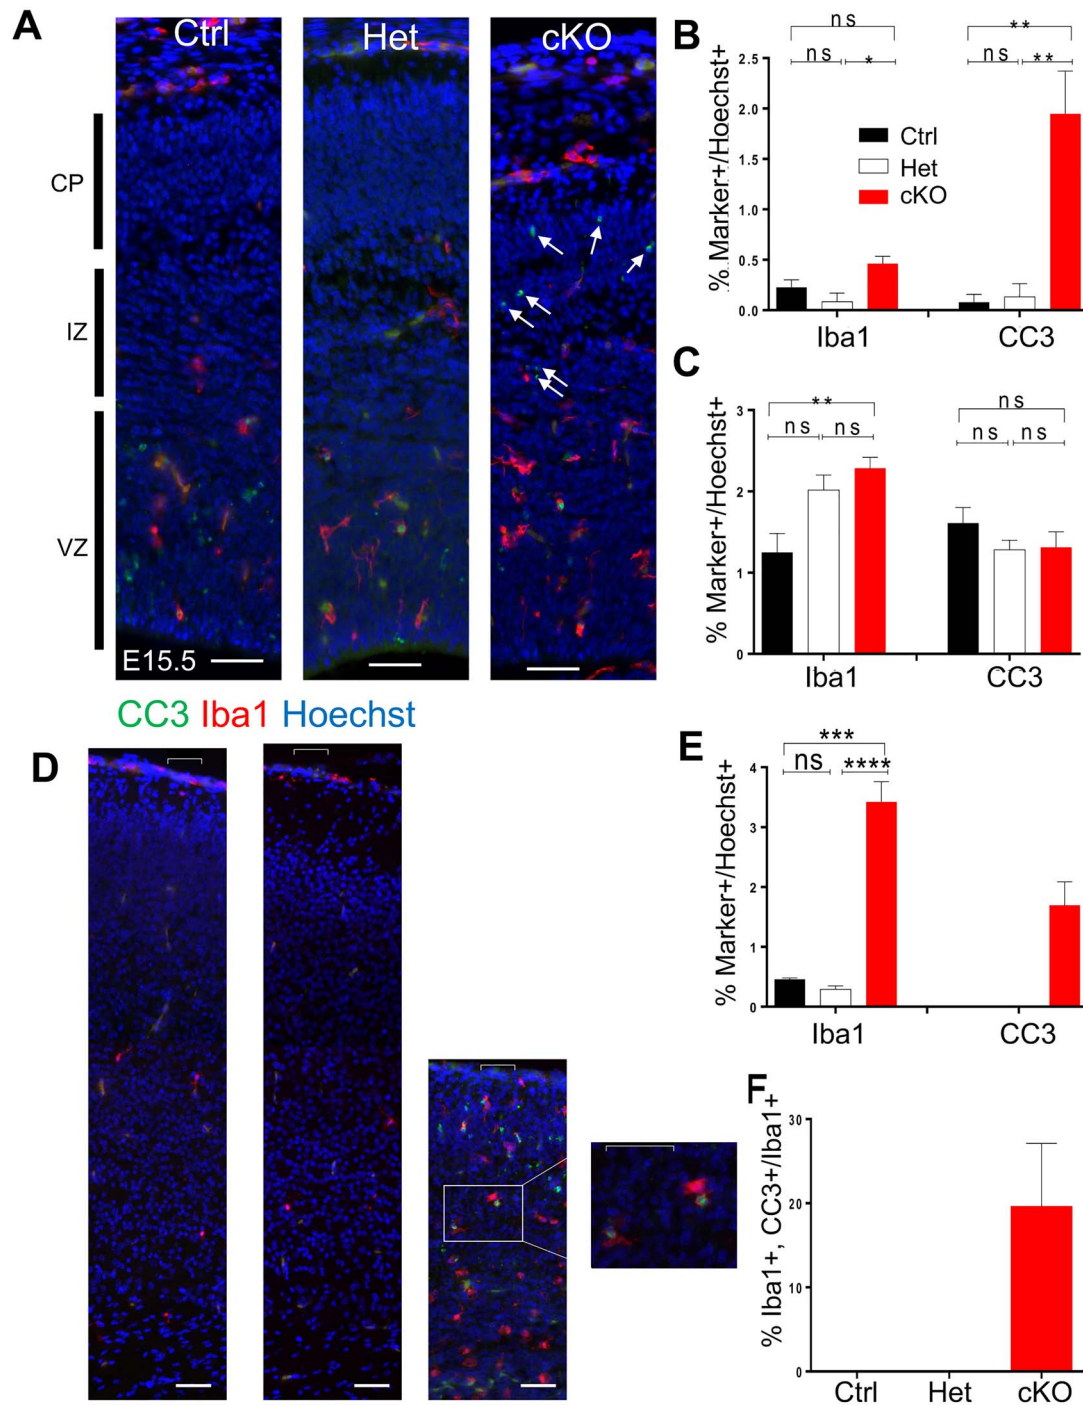 A
Ctrl
Het
cKO
CP
IZ
VZ
E15.5
CC3 Iba1 Hoechst
B
ns
**
ns
*
ns
**
% Marker+/Hoechst+
2.5
2.0
1.5
1.0
0.5
0.0
Ctrl
Het
cKO
Iba1
CC3
C
**
ns
ns
ns
ns
ns
% Marker+/Hoechst+
3
2
1
0
Iba1
CC3
D
E
***
ns
****
% Marker+/Hoechst+
4
3
2
1
0
Iba1
CC3
F
% Iba1+, CC3+/Iba1+
30
20
10
0
Ctrl
Het
cKO